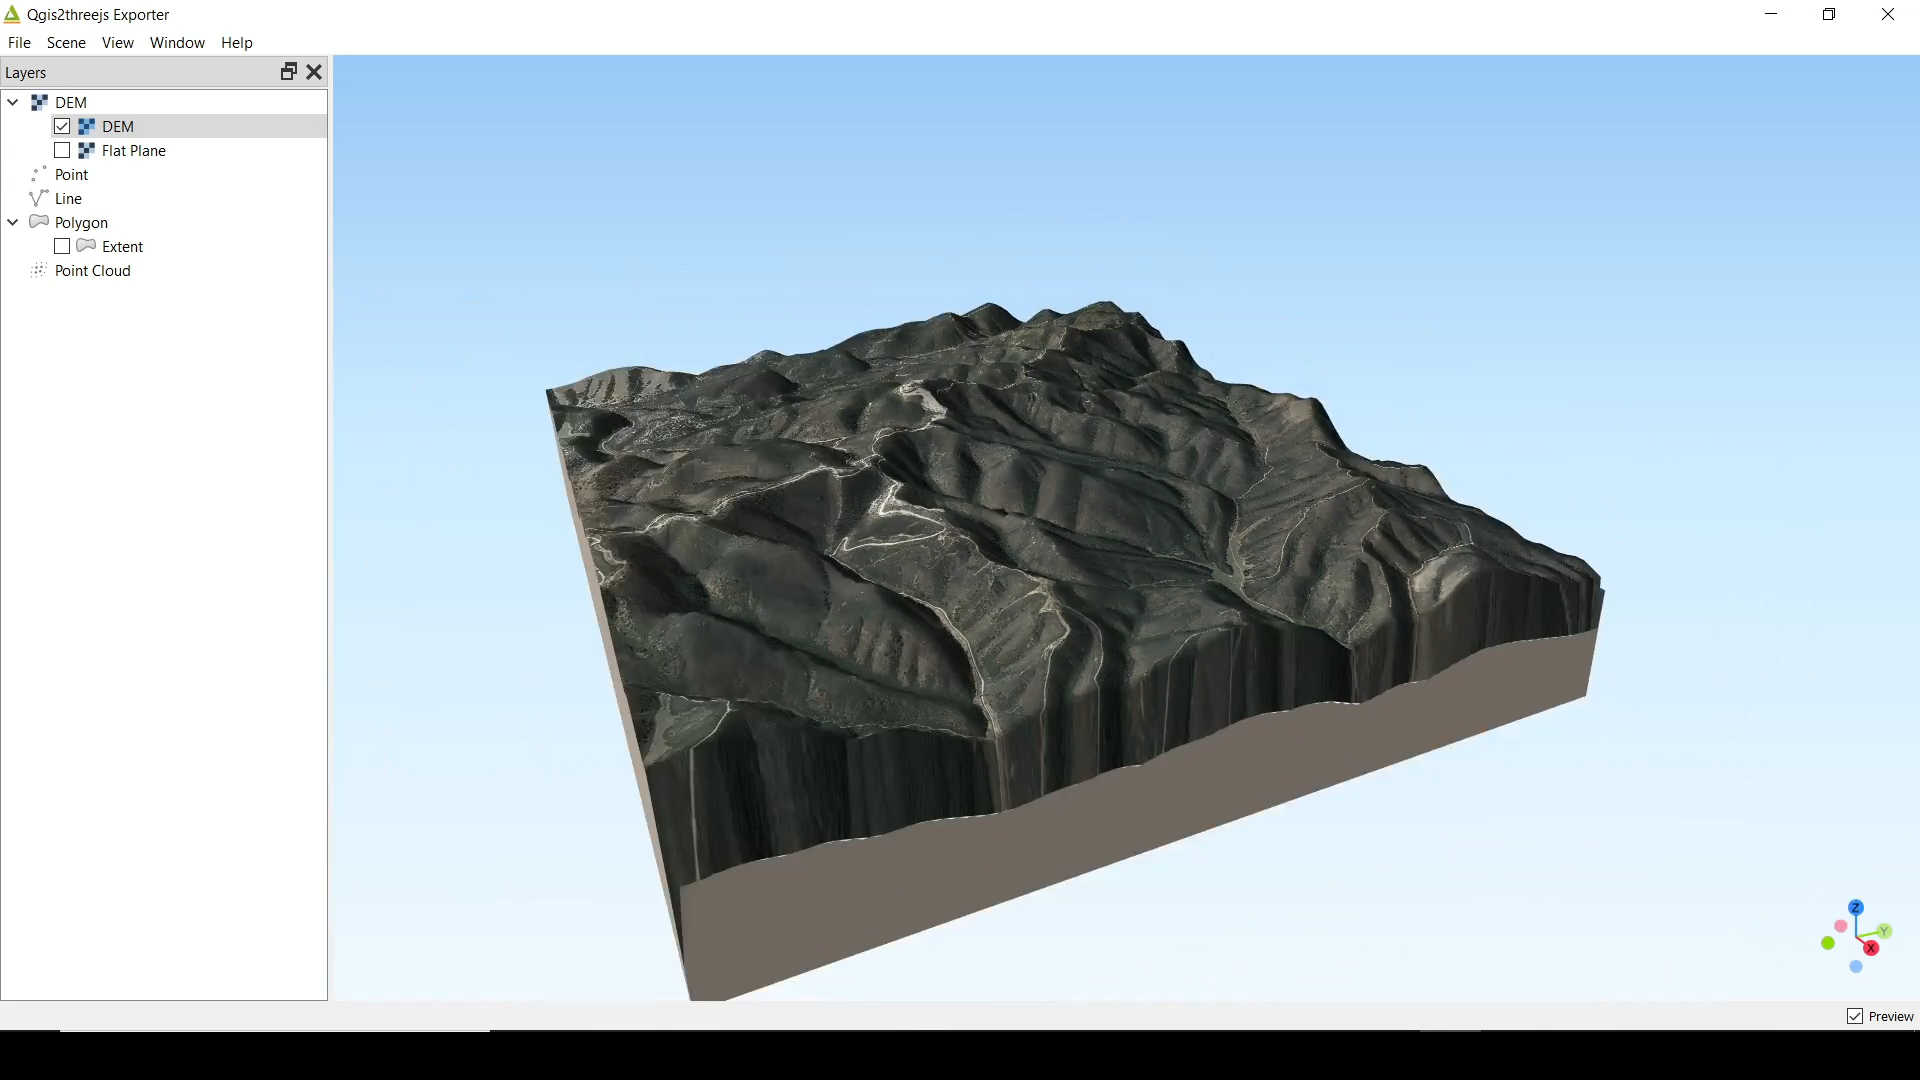 Qgis2threejs Exporter
File Scene View Window Help
Layers
DEM
DEM
Flat Plane
Point
Line
Polygon
Extent
Point Cloud
Z
Y
X
Preview